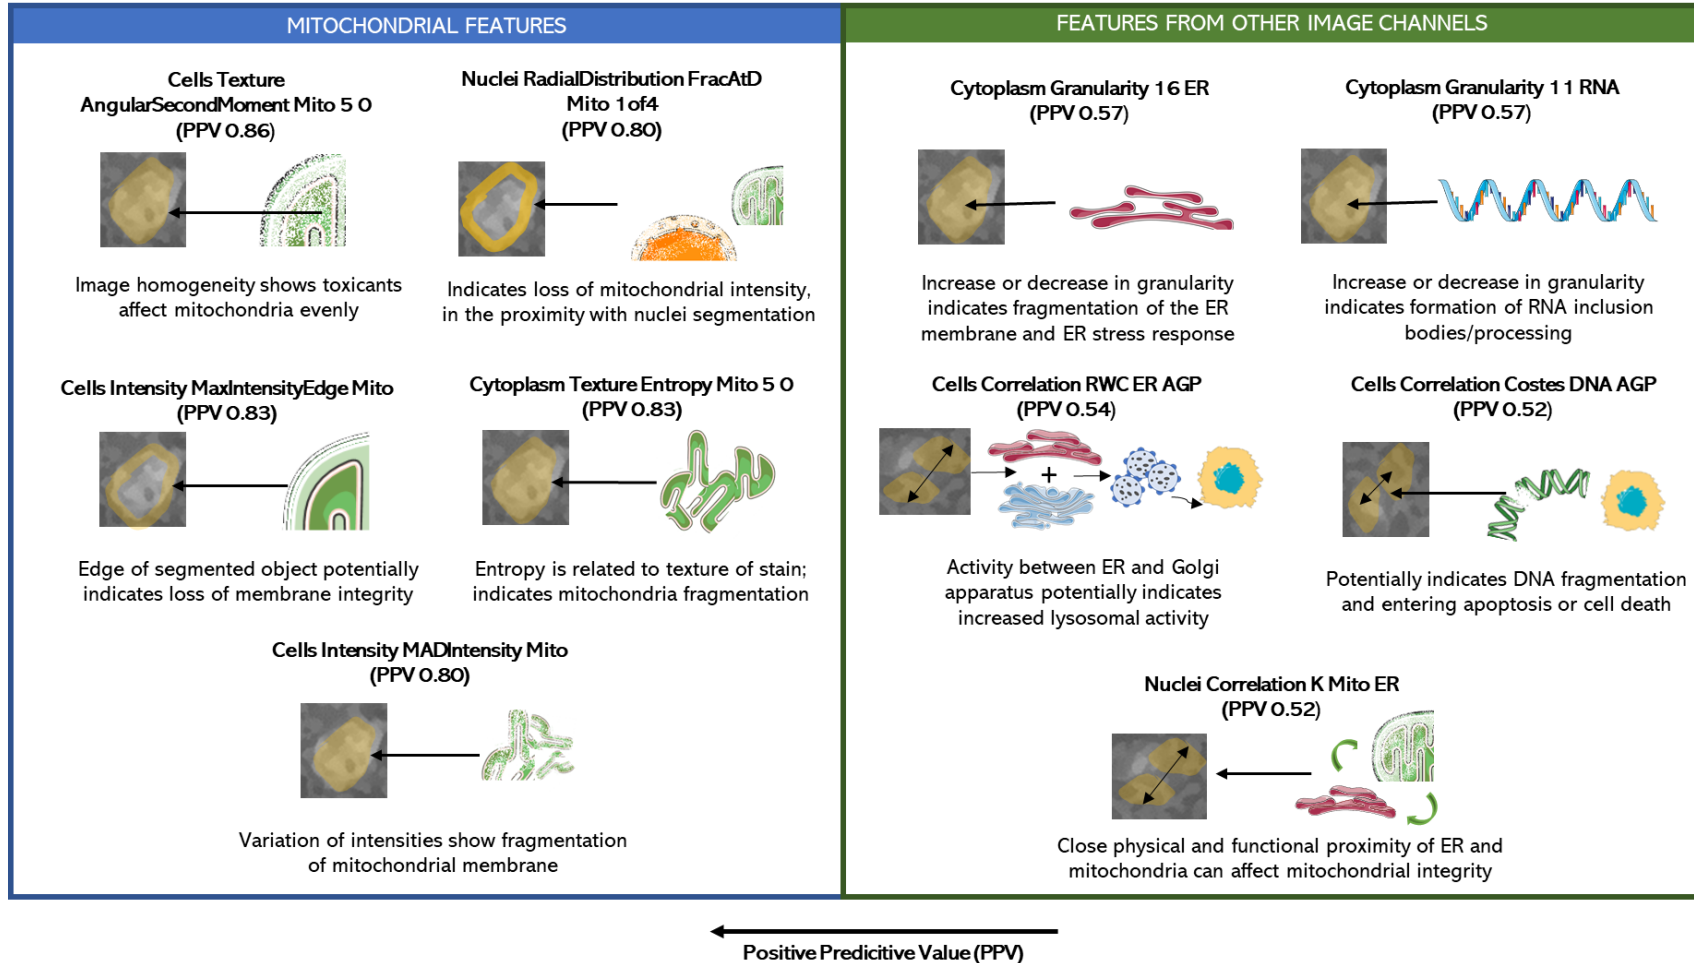 MITOCHONDRIAL FEATURES
Cells Texture
AngularSecondMoment Mito 5 0
(PPV 0.86)
Nuclei RadialDistribution FracAtD
Mito 1of4
(PPV 0.80)
Image homogeneity shows toxicants
affect mitochondria evenly
Indicates loss of mitochondrial intensity,
in the proximity with nuclei segmentation
Cells Intensity MaxIntensityEdge Mito
(PPV 0.83)
Cytoplasm Texture Entropy Mito 5 0
(PPV 0.83)
Edge of segmented object potentially
indicates loss of membrane integrity
Entropy is related to texture of stain;
indicates mitochondria fragmentation
Cells Intensity MADIntensity Mito
(PPV 0.80)
Variation of intensities show fragmentation
of mitochondrial membrane
FEATURES FROM OTHER IMAGE CHANNELS
Cytoplasm Granularity 16 ER
(PPV 0.57)
Cytoplasm Granularity 11 RNA
(PPV 0.57)
Increase or decrease in granularity
indicates fragmentation of the ER
membrane and ER stress response
Increase or decrease in granularity
indicates formation of RNA inclusion
bodies/processing
Cells Correlation RWC ER AGP
(PPV 0.54)
Cells Correlation Costes DNA AGP
(PPV 0.52)
+
Activity between ER and Golgi
apparatus potentially indicates
increased lysosomal activity
Potentially indicates DNA fragmentation
and entering apoptosis or cell death
Nuclei Correlation K Mito ER
(PPV 0.52)
Close physical and functional proximity of ER and
mitochondria can affect mitochondrial integrity
Positive Predicitive Value (PPV)